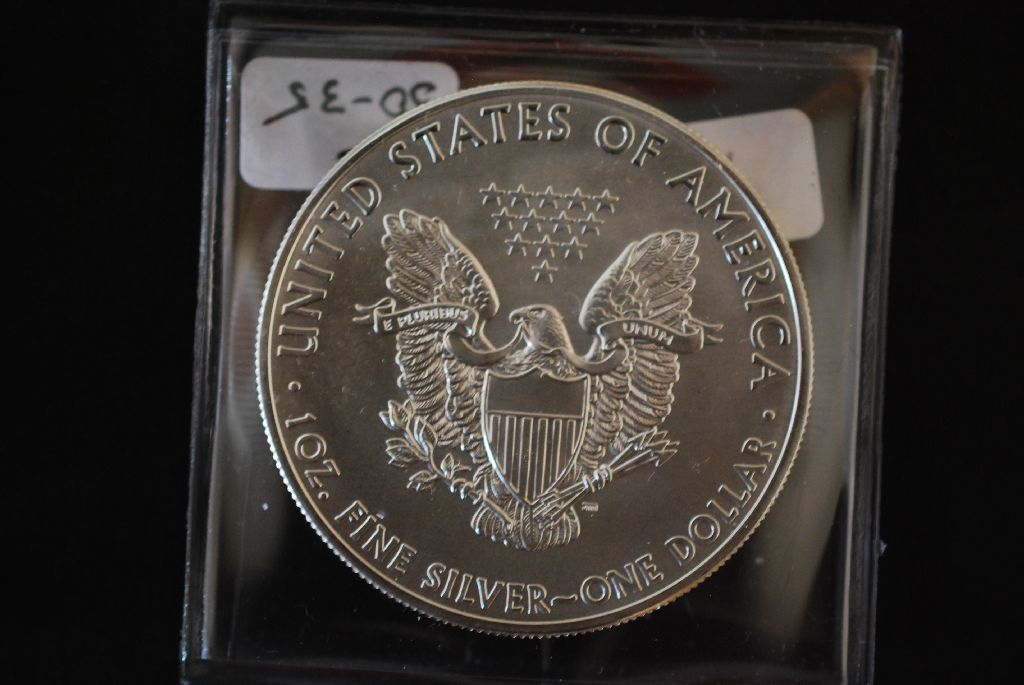 UNITED STATES OF AMERICA
E PLURIBUS UNUM
1 OZ. FINE SILVER~ONE DOLLAR